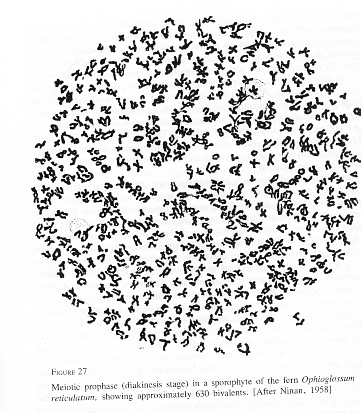 FIGURE 27
Meiotic prophase (diakinesis stage) in a sporophyte of the fern Ophioglossum
reticulatum, showing approximately 630 bivalents. [After Ninan, 1958]